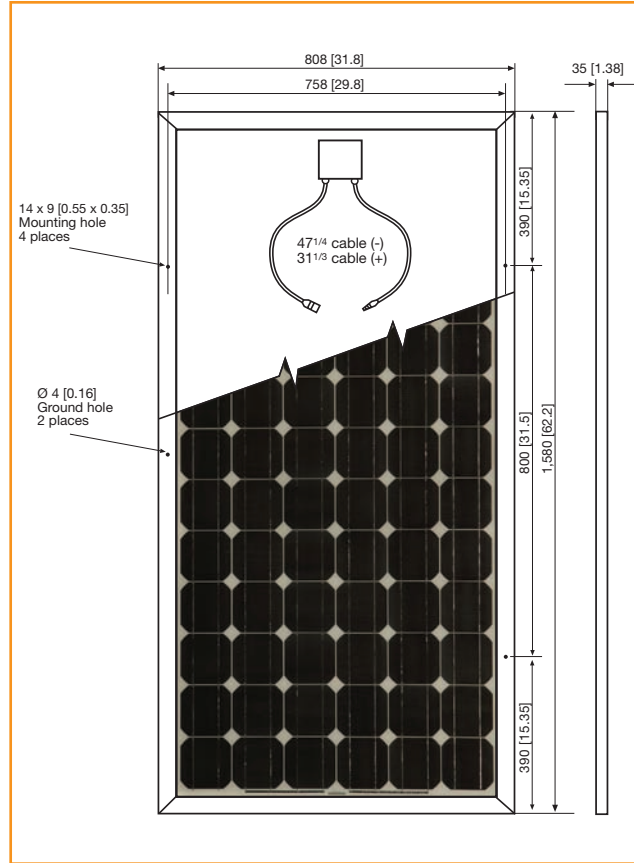 808 [31.8]
35 [1.38]
758 [29.8]
390 [15.35]
14 x 9 [0.55 x 0.35]
Mounting hole
4 places
47 1/4 cable (-)
31 1/3 cable (+)
Ø 4 [0.16]
Ground hole
2 places
800 [31.5]
1,580 [62.2]
390 [15.35]